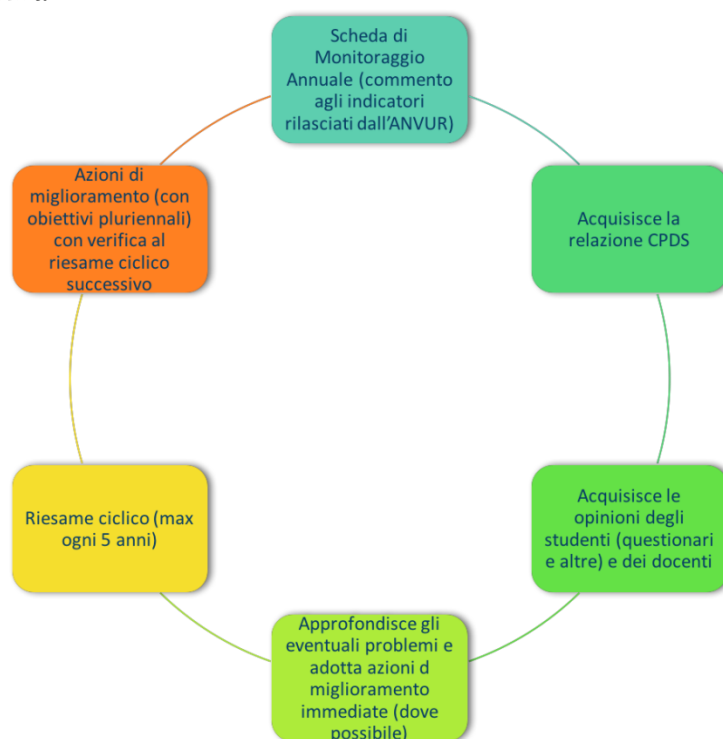 Scheda di
Monitoraggio
Annuale (commento
agli indicatori
rilasciati dall'ANVUR)
Acquisisce la
relazione CPDS
Acquisisce le
opinioni degli
studenti (questionari
e altre) e dei docenti
Approfondisce gli
eventuali problemi e
adotta azioni d
miglioramento
immediate (dove
possibile)
Riesame ciclico (max
ogni 5 anni)
Azioni di
miglioramento (con
obiettivi pluriennali)
con verifica al
riesame ciclico
successivo